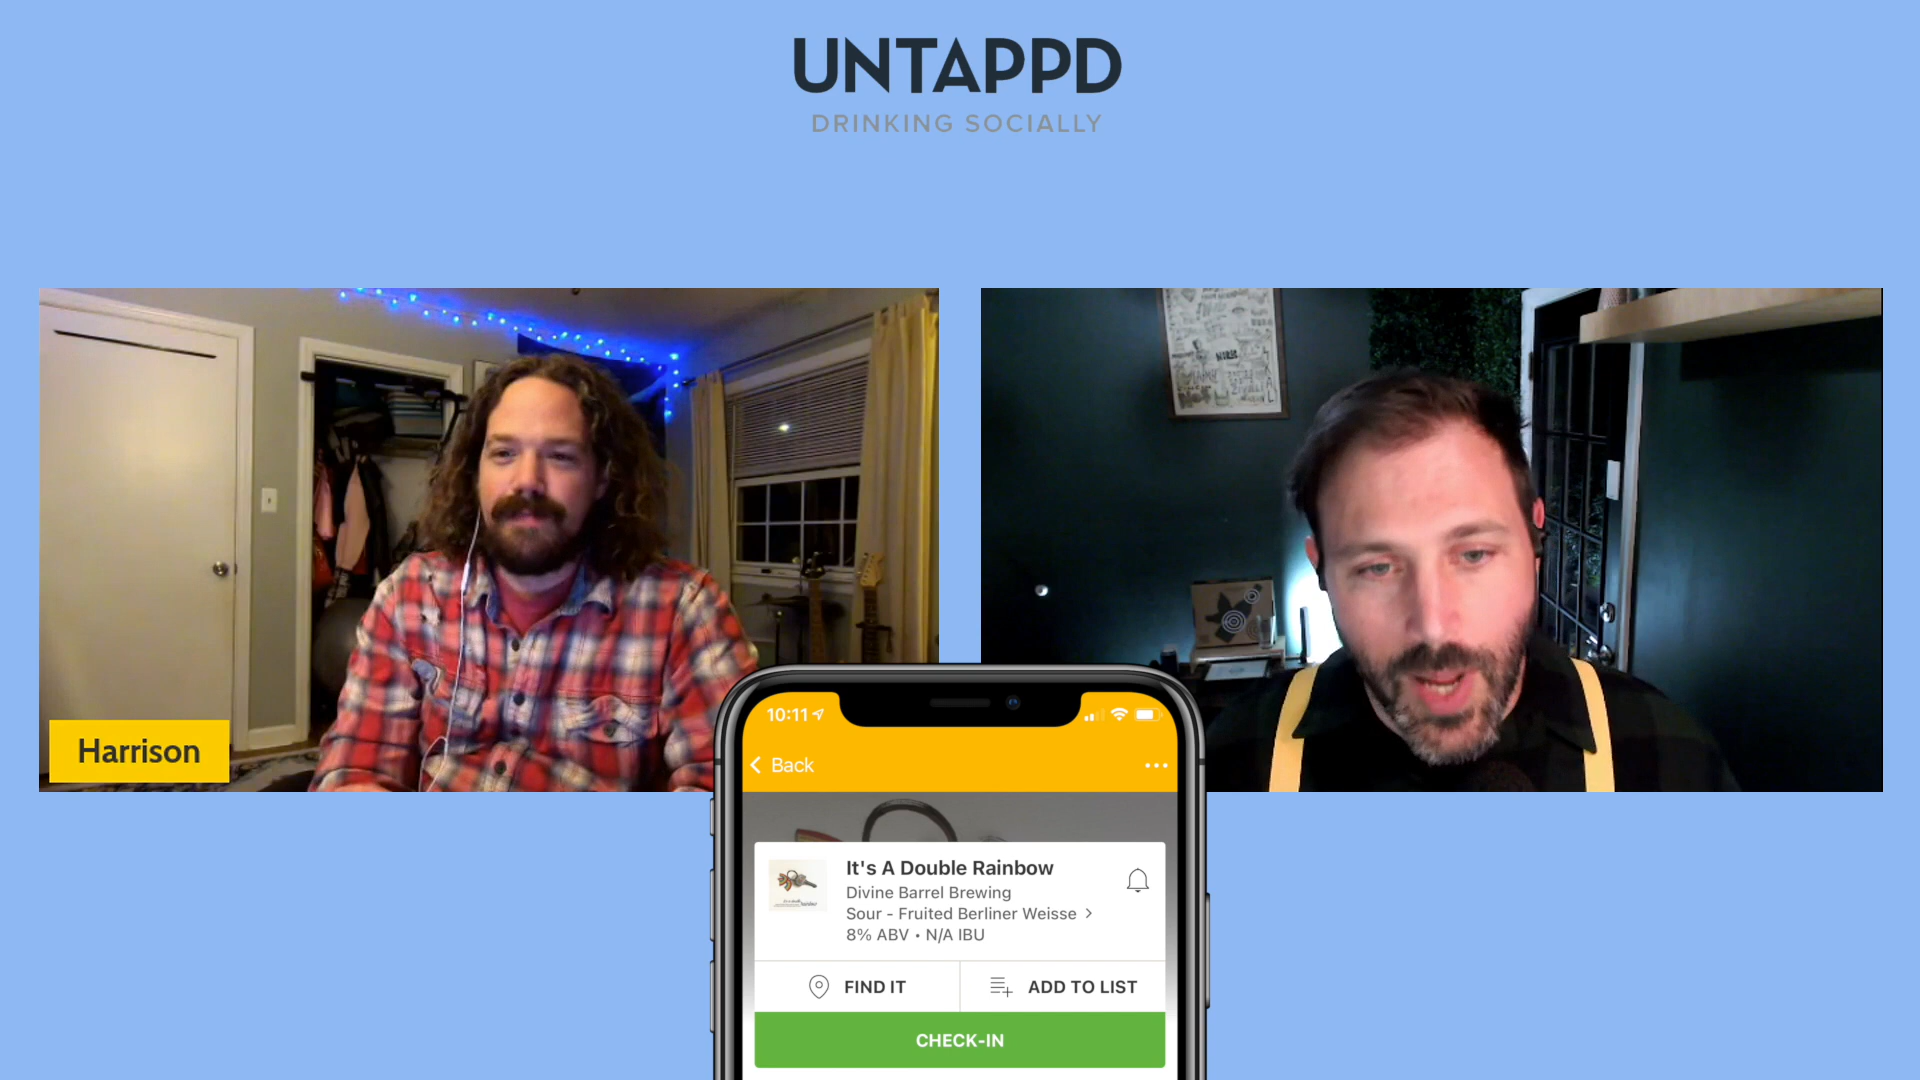 UNTAPPD
DRINKING SOCIALLY
Harrison
10:11
Back
It's A Double Rainbow
Divine Barrel Brewing
Sour - Fruited Berliner Weisse
8% ABV • N/A IBU
FIND IT
ADD TO LIST
CHECK-IN